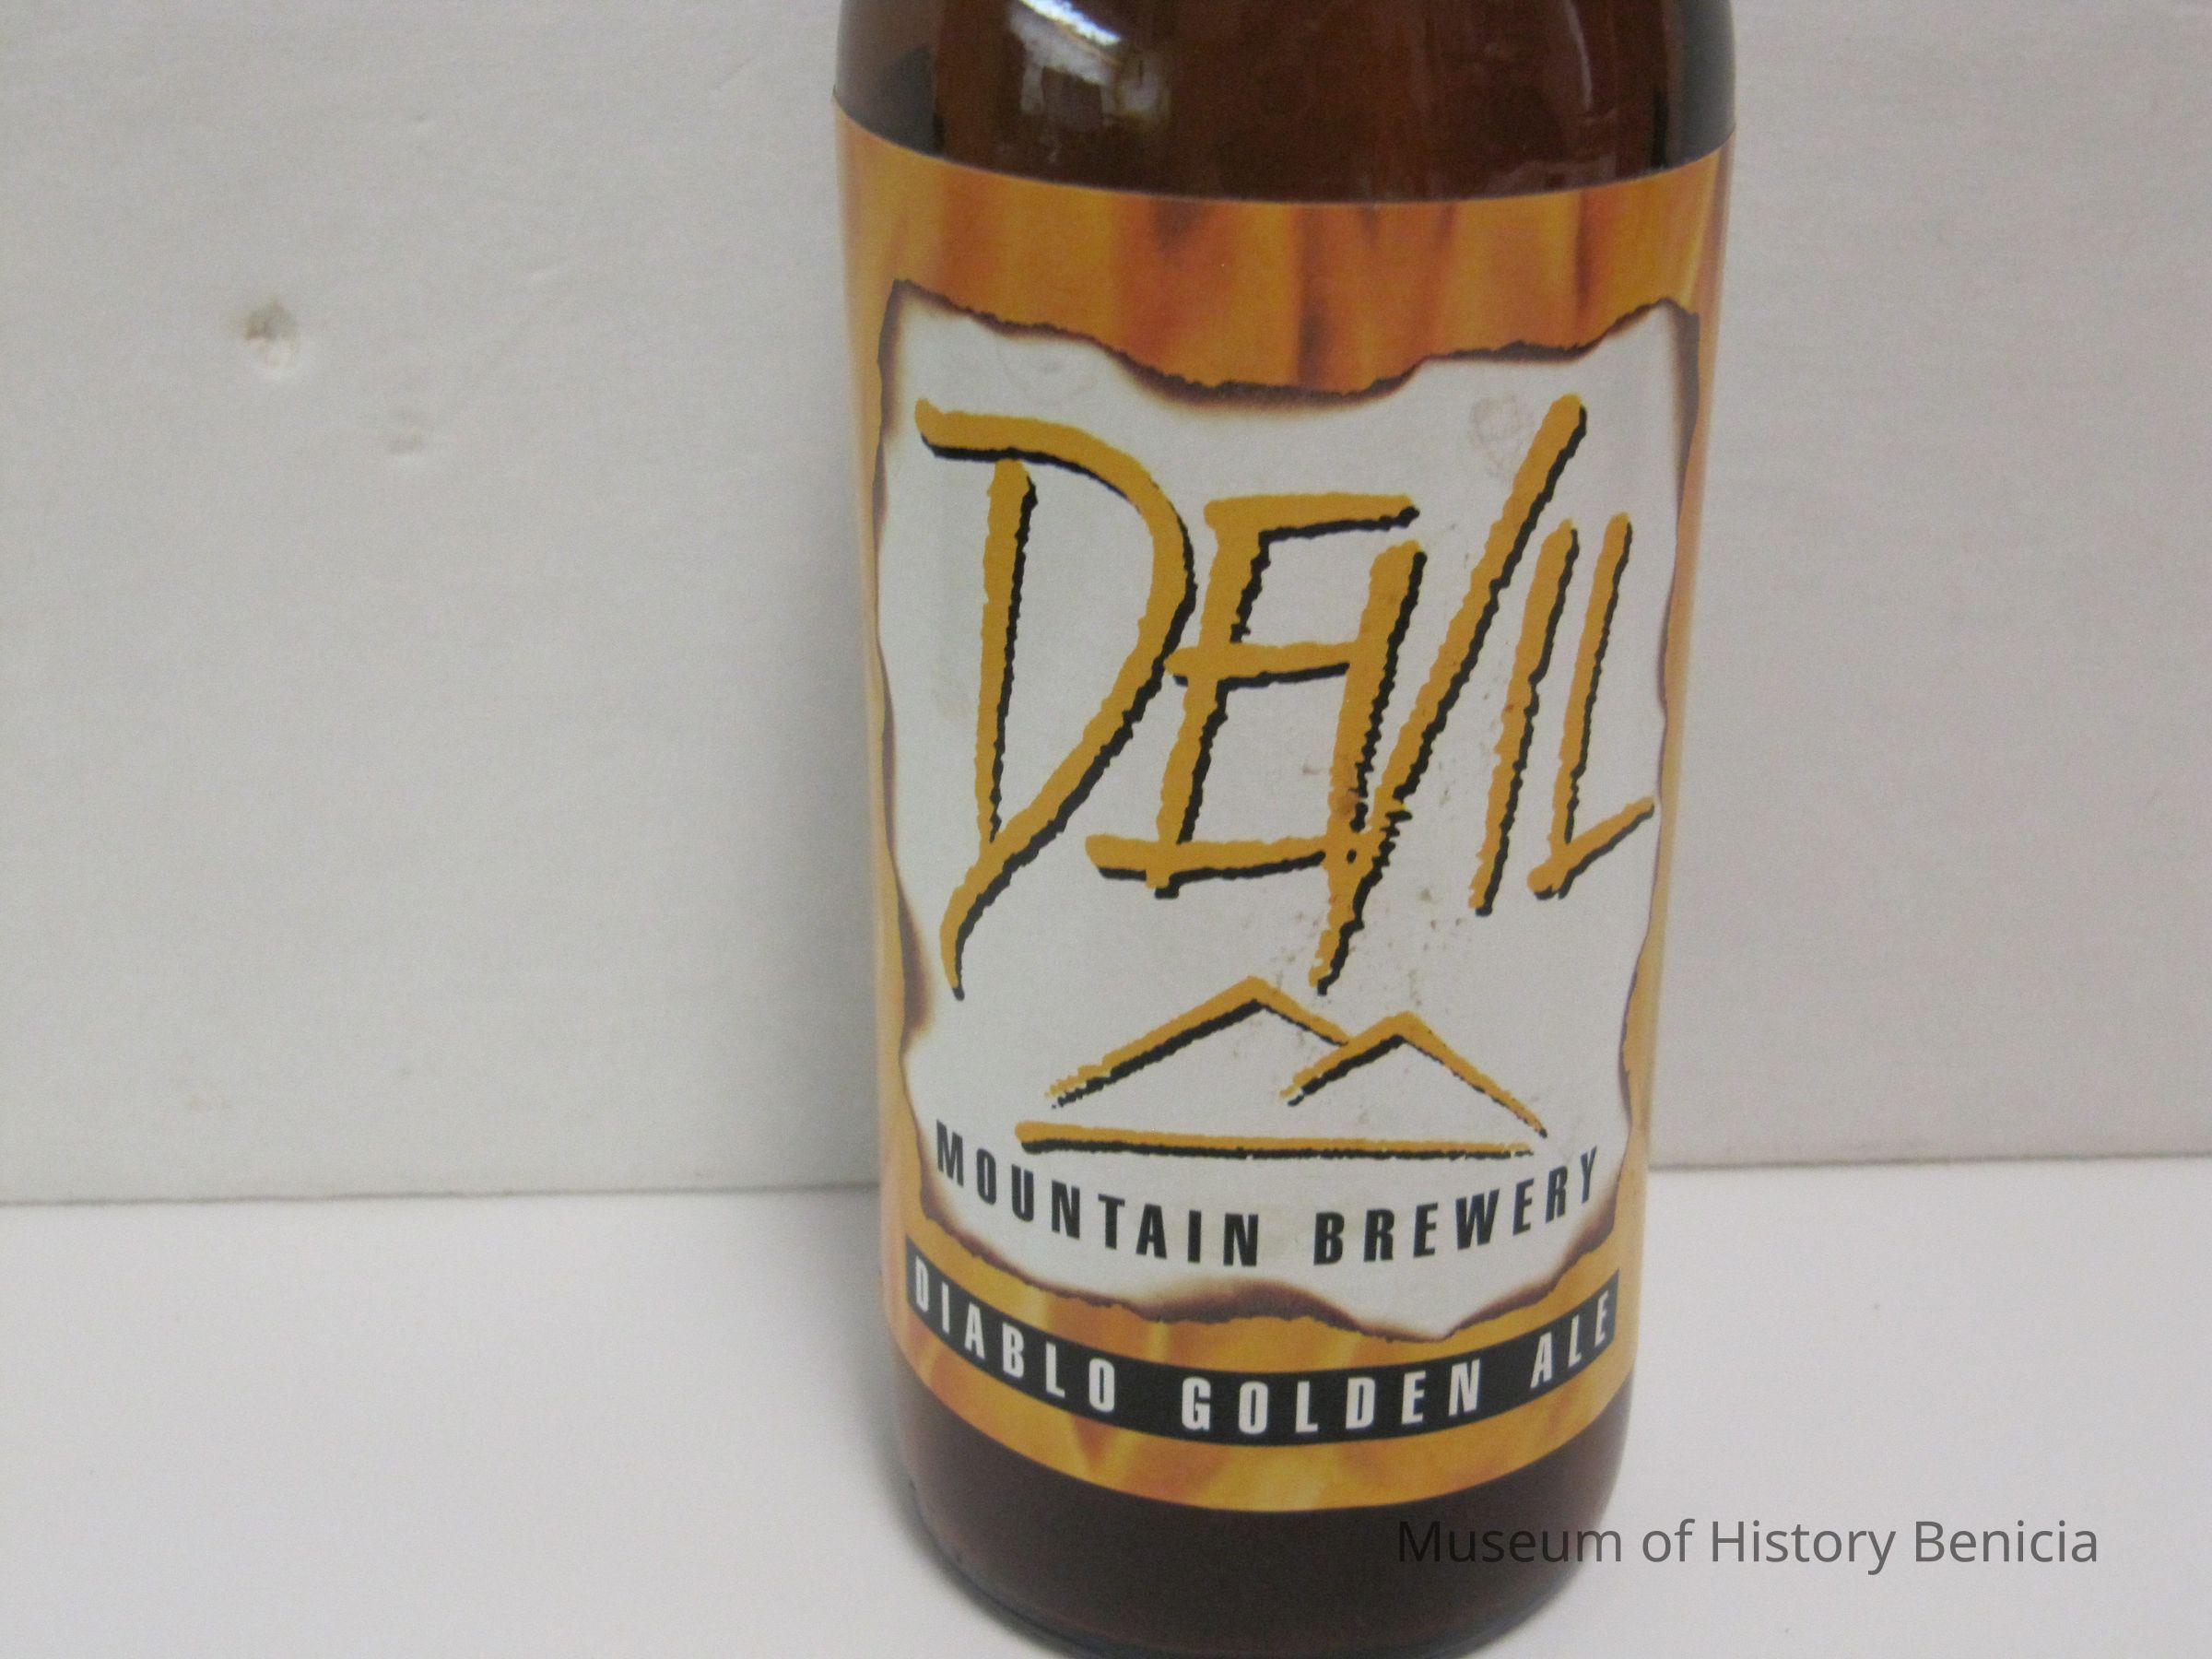 DEVIL
MOUNTAIN BREWERY
DIABLO GOLDEN ALE
Museum of History Benicia